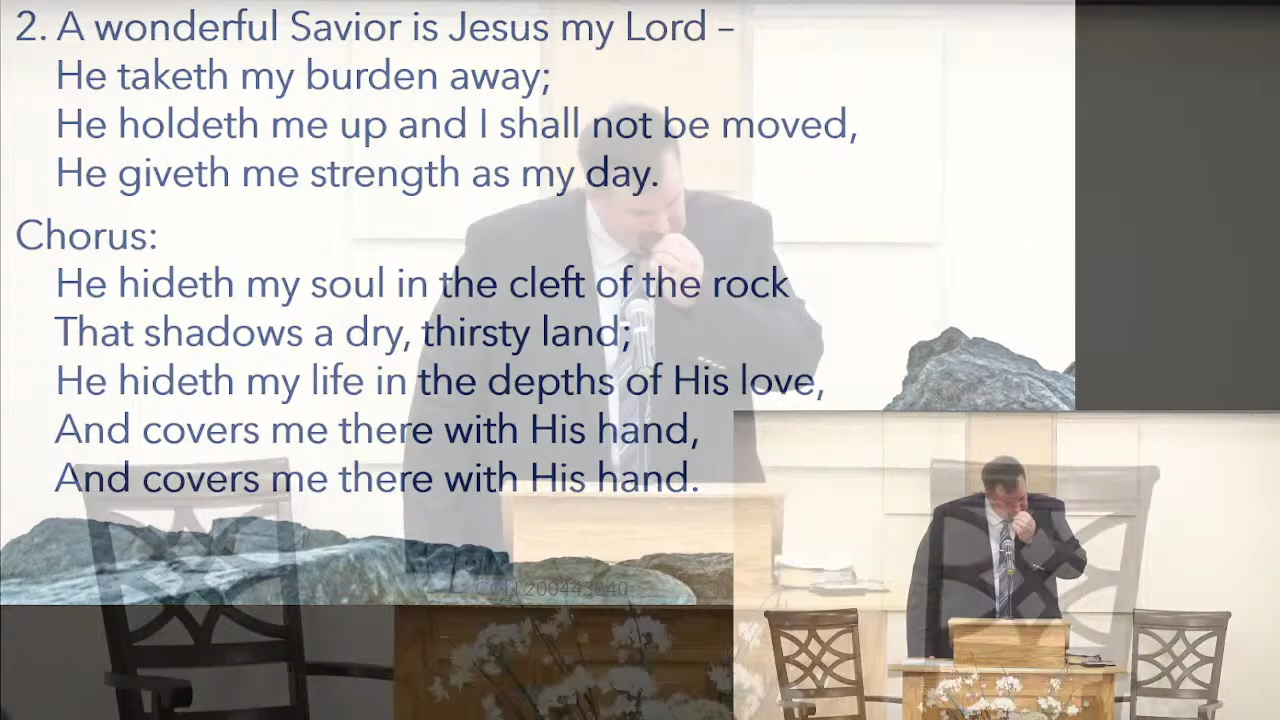 2. A wonderful Savior is Jesus my Lord –
He taketh my burden away;
He holdeth me up and I shall not be moved,
He giveth me strength as my day.
Chorus:
He hideth my soul in the cleft of the rock
That shadows a dry, thirsty land;
He hideth my life in the depths of His love,
And covers me there with His hand,
And covers me there with His hand.